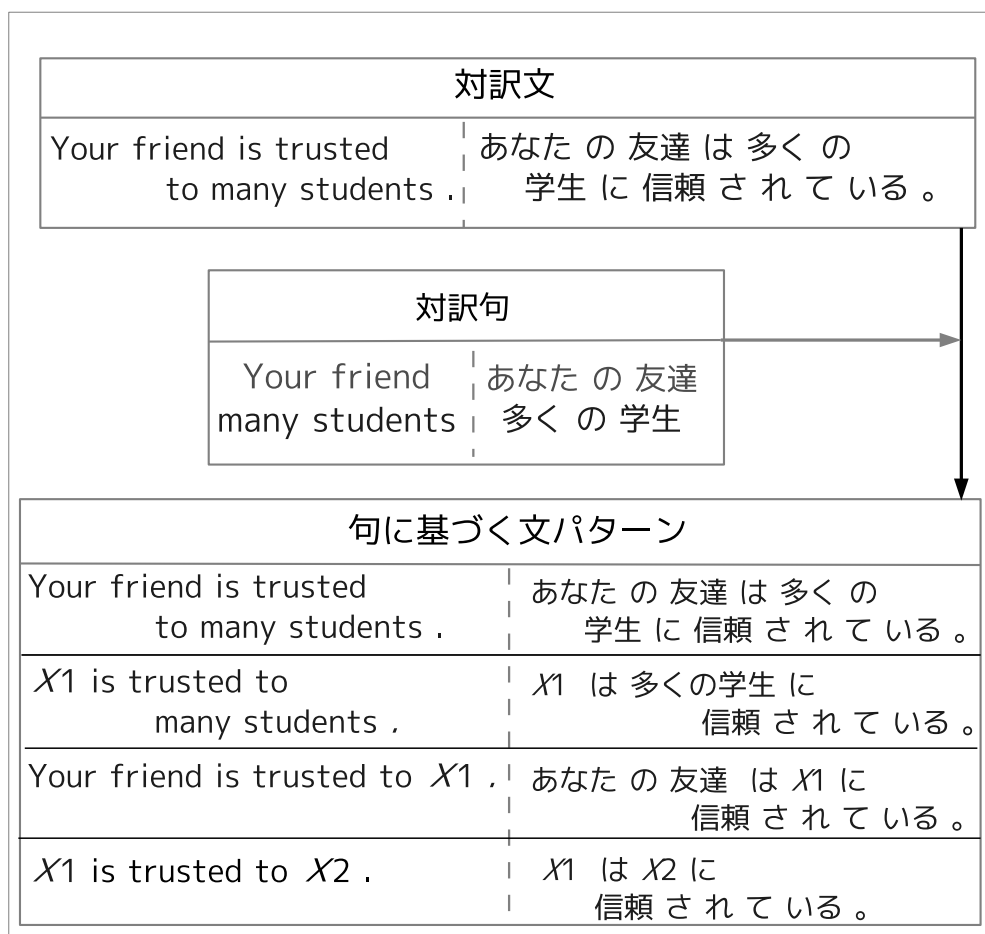 対訳文
Your friend is trusted
to many students .
あなた の 友達 は 多く の
学生 に 信頼 さ れ て いる 。
対訳句
Your friend
many students
あなた の 友達
多く の 学生
句に基づく文パターン
Your friend is trusted
to many students .
あなた の 友達 は 多く の
学生 に 信頼 さ れ て いる 。
X1 is trusted to
many students .
X1 は 多くの学生 に
信頼 さ れ て いる 。
Your friend is trusted to X1 .
あなた の 友達 は X1 に
信頼 さ れ て いる 。
X1 is trusted to X2 .
X1 は X2 に
信頼 さ れ て いる 。